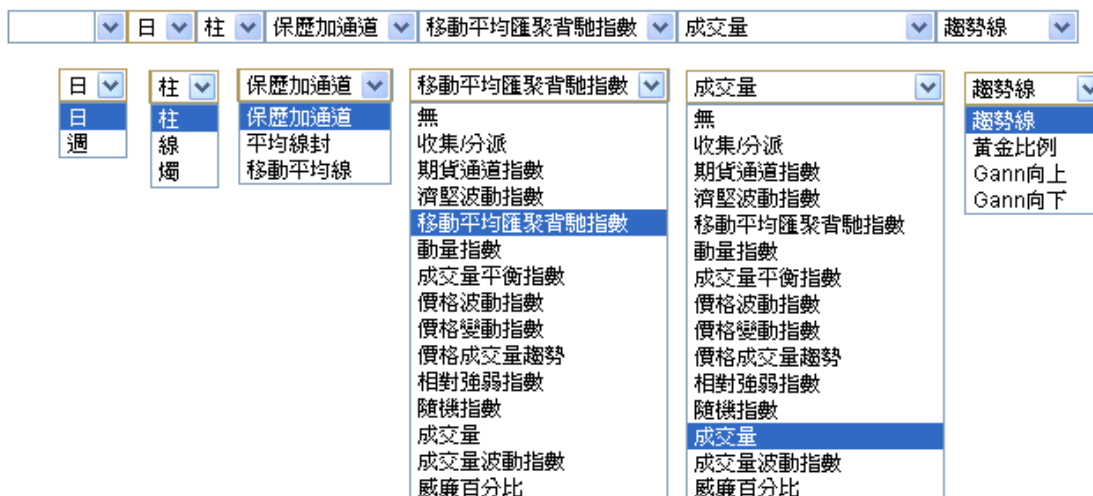 日 柱 保歷加通道 移動平均匯聚背馳指數 成交量 趨勢線
日
日
週
柱
柱
線
燭
保歷加通道
保歷加通道
平均線封
移動平均線
移動平均匯聚背馳指數
無
收集/分派
期貨通道指數
濟堅波動指數
移動平均匯聚背馳指數
動量指數
成交量平衡指數
價格波動指數
價格變動指數
價格成交量趨勢
相對強弱指數
隨機指數
成交量
成交量波動指數
威廉百分比
成交量
無
收集/分派
期貨通道指數
濟堅波動指數
移動平均匯聚背馳指數
動量指數
成交量平衡指數
價格波動指數
價格變動指數
價格成交量趨勢
相對強弱指數
隨機指數
成交量
成交量波動指數
威廉百分比
趨勢線
趨勢線
黃金比例
Gann向上
Gann向下